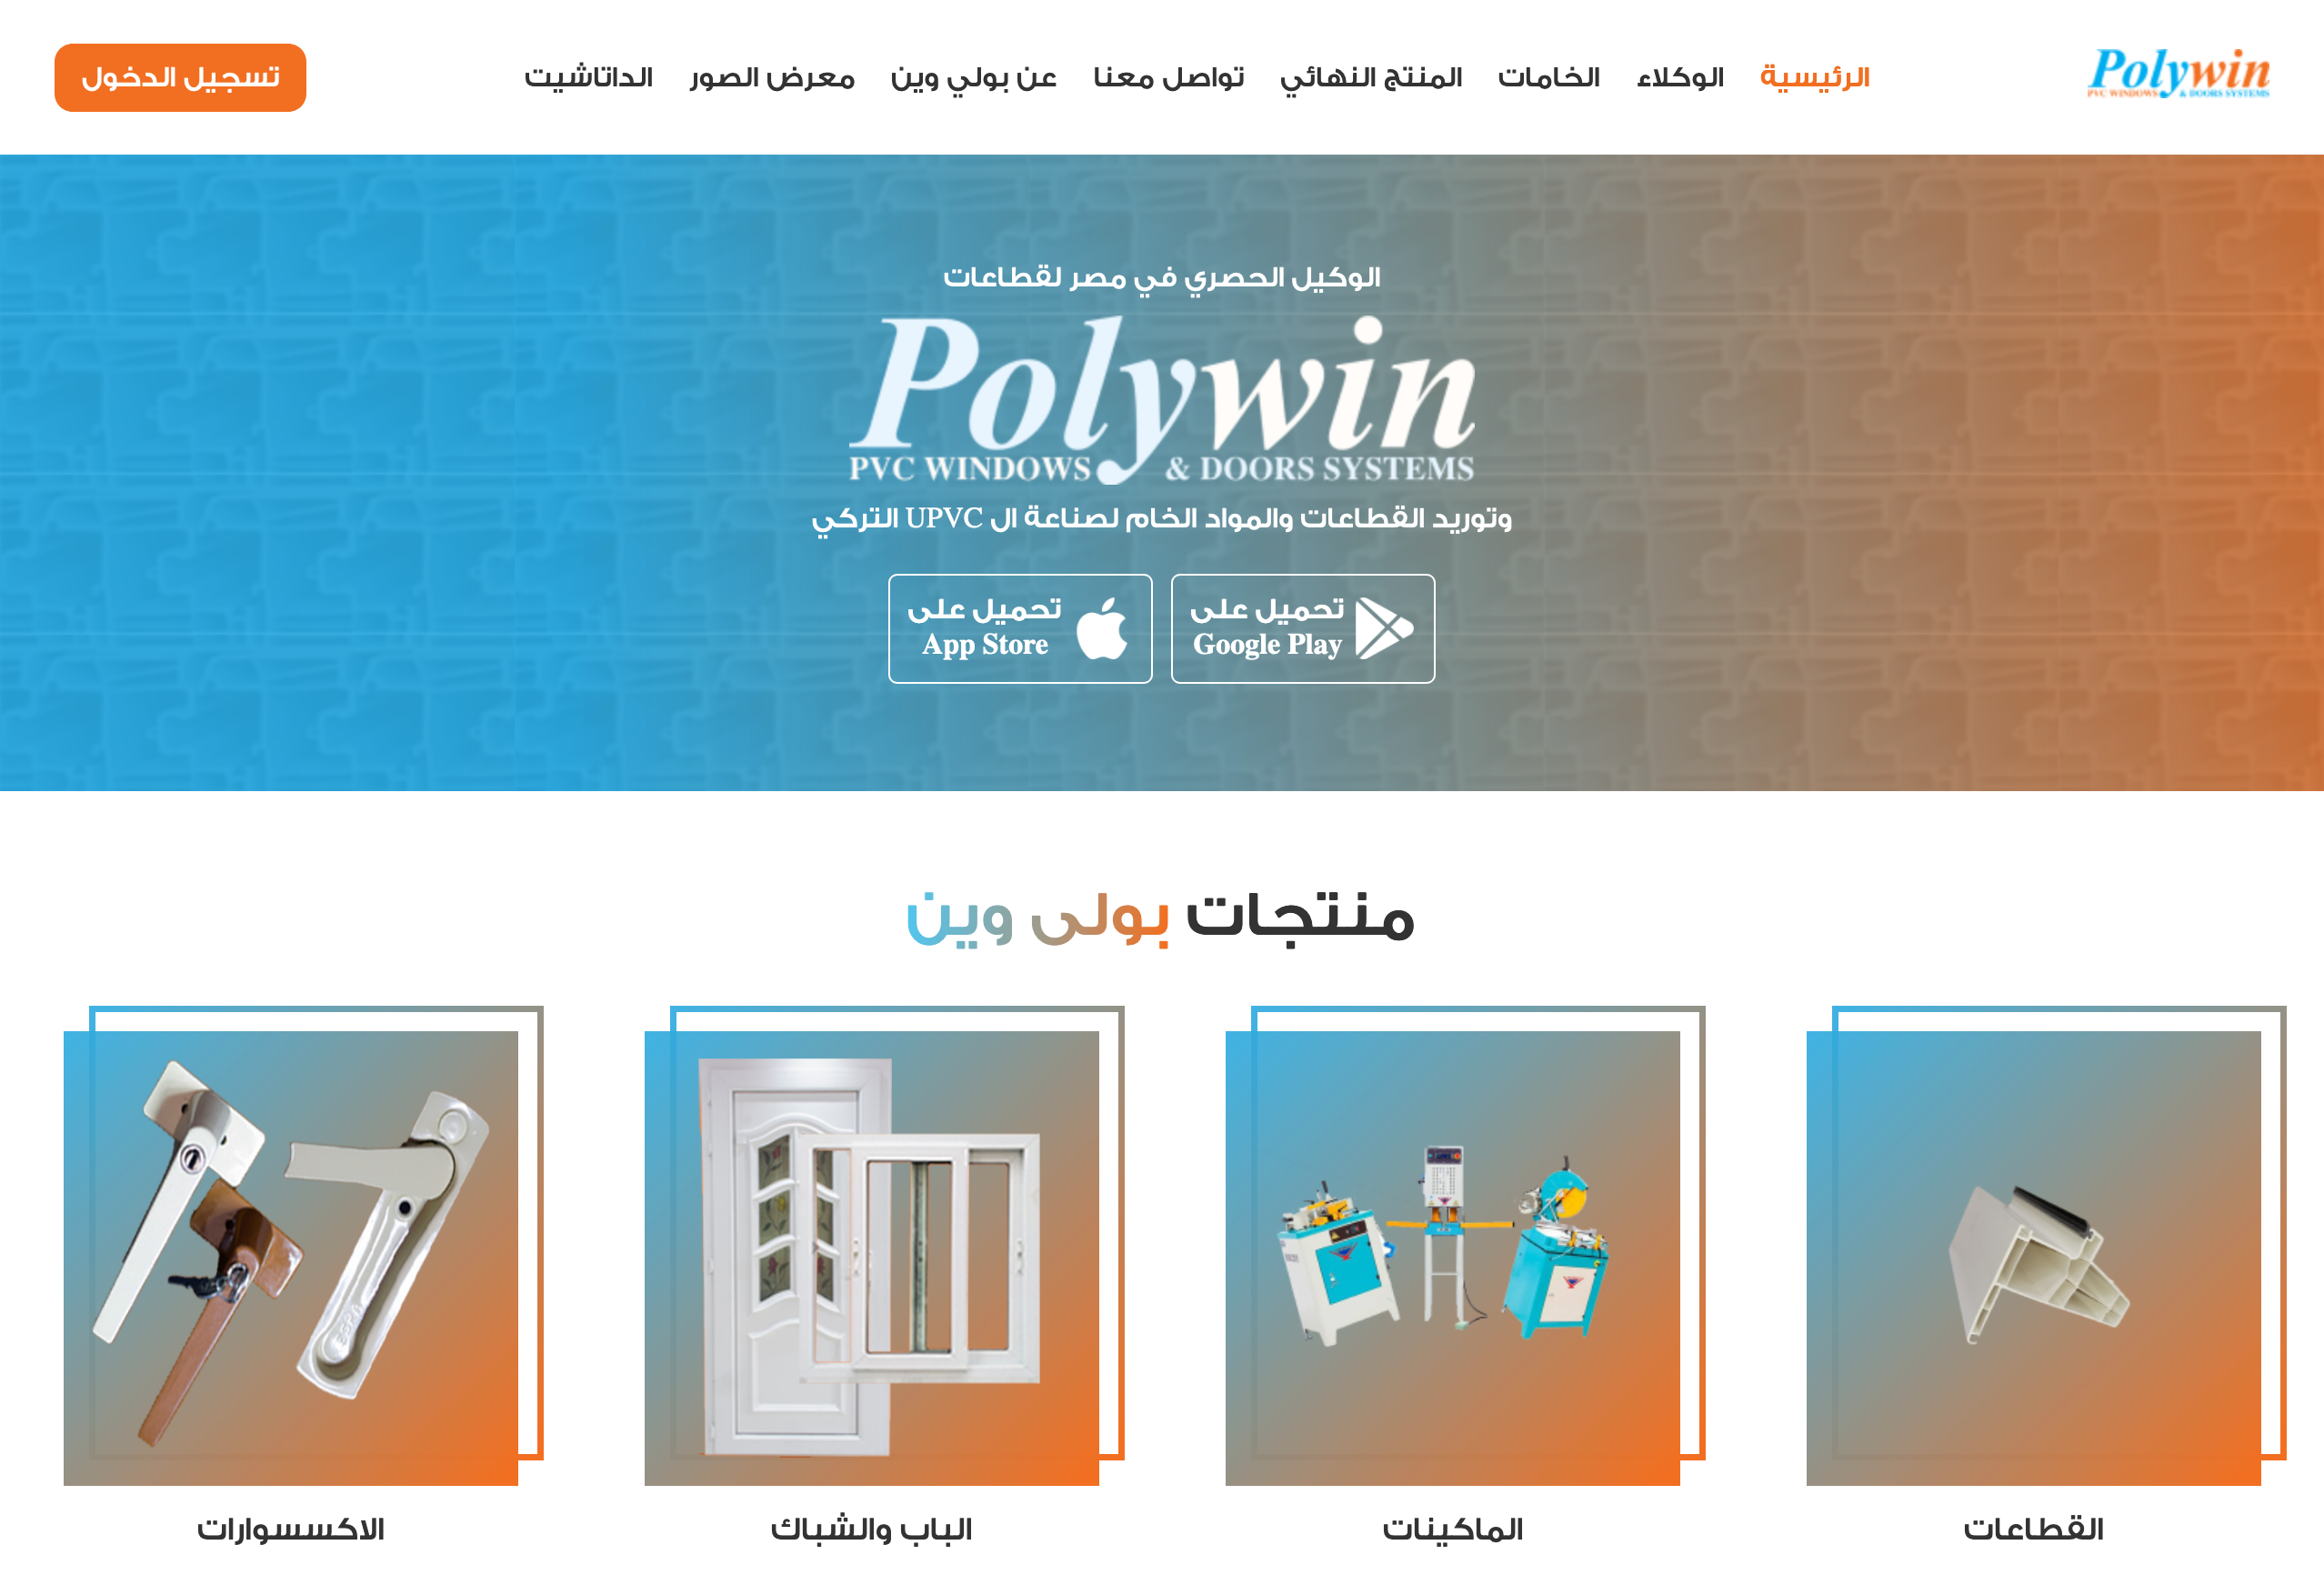 Polywin
PVC WINDOWS & DOORS SYSTEMS
الرئيسية
الوكلاء
الخامات
المنتج النهائي
تواصل معنا
عن بولي وين
معرض الصور
الداتاشيت
تسجيل الدخول
الوكيل الحصري في مصر لقطاعات
Polywin
PVC WINDOWS & DOORS SYSTEMS
وتوريد القطاعات والمواد الخام لصناعة ال UPVC التركي
تحميل على
Google Play
تحميل على
App Store
منتجات بولى وين
القطاعات
الماكينات
الباب والشباك
الاكسسوارات